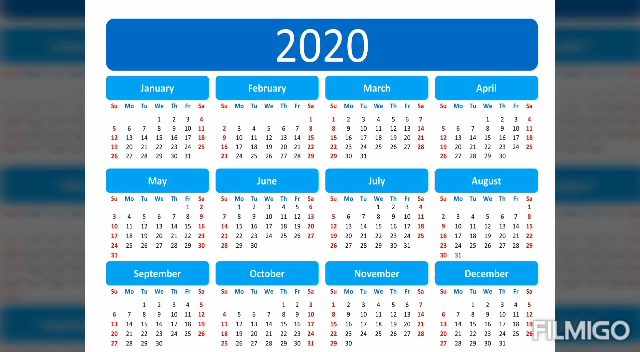 2020
January
Su Mo Tu We Th Fr Sa
1 2 3 4
5 6 7 8 9 10 11
12 13 14 15 16 17 18
19 20 21 22 23 24 25
26 27 28 29 30 31
February
Su Mo Tu We Th Fr Sa
1
2 3 4 5 6 7 8
9 10 11 12 13 14 15
16 17 18 19 20 21 22
23 24 25 26 27 28 29
March
Su Mo Tu We Th Fr Sa
1 2 3 4 5 6 7
8 9 10 11 12 13 14
15 16 17 18 19 20 21
22 23 24 25 26 27 28
29 30 31
April
Su Mo Tu We Th Fr Sa
1 2 3 4
5 6 7 8 9 10 11
12 13 14 15 16 17 18
19 20 21 22 23 24 25
26 27 28 29 30
May
Su Mo Tu We Th Fr Sa
1 2
3 4 5 6 7 8 9
10 11 12 13 14 15 16
17 18 19 20 21 22 23
24 25 26 27 28 29 30
31
June
Su Mo Tu We Th Fr Sa
1 2 3 4 5 6
7 8 9 10 11 12 13
14 15 16 17 18 19 20
21 22 23 24 25 26 27
28 29 30
July
Su Mo Tu We Th Fr Sa
1 2 3 4
5 6 7 8 9 10 11
12 13 14 15 16 17 18
19 20 21 22 23 24 25
26 27 28 29 30 31
August
Su Mo Tu We Th Fr Sa
1
2 3 4 5 6 7 8
9 10 11 12 13 14 15
16 17 18 19 20 21 22
23 24 25 26 27 28 29
30 31
September
Su Mo Tu We Th Fr Sa
1 2 3 4 5
6 7 8 9 10 11 12
13 14 15 16 17 18 19
20 21 22 23 24 25 26
27 28 29 30
October
Su Mo Tu We Th Fr Sa
1 2 3
4 5 6 7 8 9 10
11 12 13 14 15 16 17
18 19 20 21 22 23 24
25 26 27 28 29 30 31
November
Su Mo Tu We Th Fr Sa
1 2 3 4 5 6 7
8 9 10 11 12 13 14
15 16 17 18 19 20 21
22 23 24 25 26 27 28
29 30
December
Su Mo Tu We Th Fr Sa
1 2 3 4 5
6 7 8 9 10 11 12
13 14 15 16 17 18 19
20 21 22 23 24 25 26
27 28 29 30 31
FILMIGO